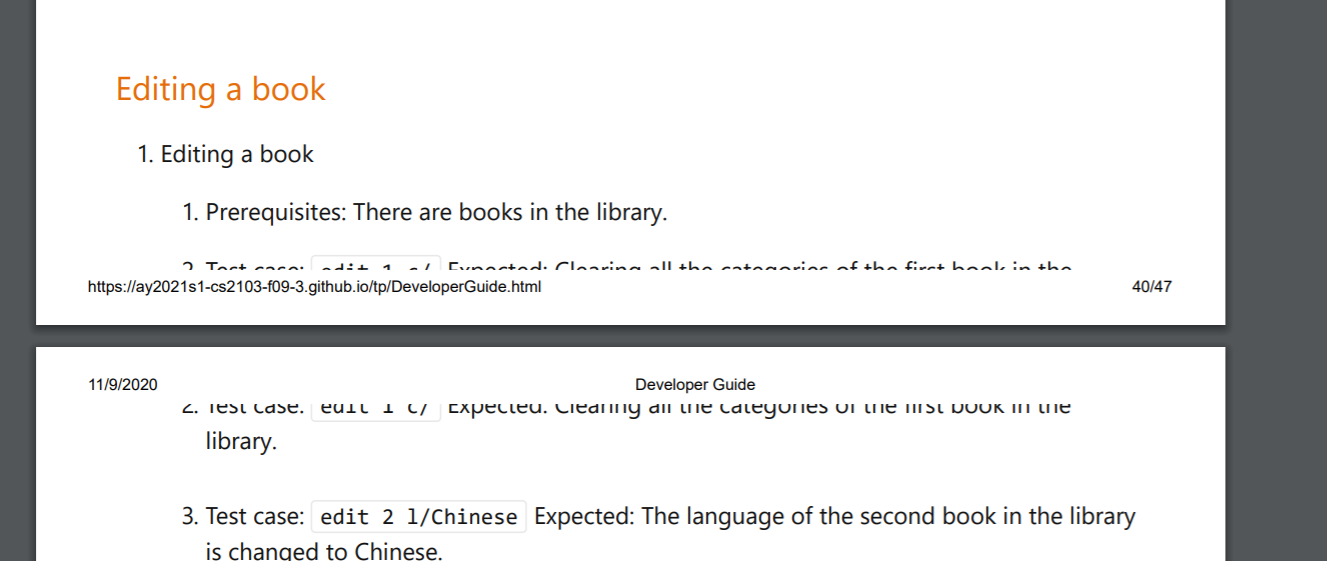 Editing a book
1. Editing a book
1. Prerequisites: There are books in the library.
2. Test case: edit 1 c/ Expected: Clearing all the categories of the first book in the
https://ay2021s1-cs2103-f09-3.github.io/tp/DeveloperGuide.html 40/47
11/9/2020 Developer Guide
2. Test case: edit 1 c/ Expected: Clearing all the categories of the first book in the
library.
3. Test case: edit 2 l/Chinese Expected: The language of the second book in the library
is changed to Chinese.